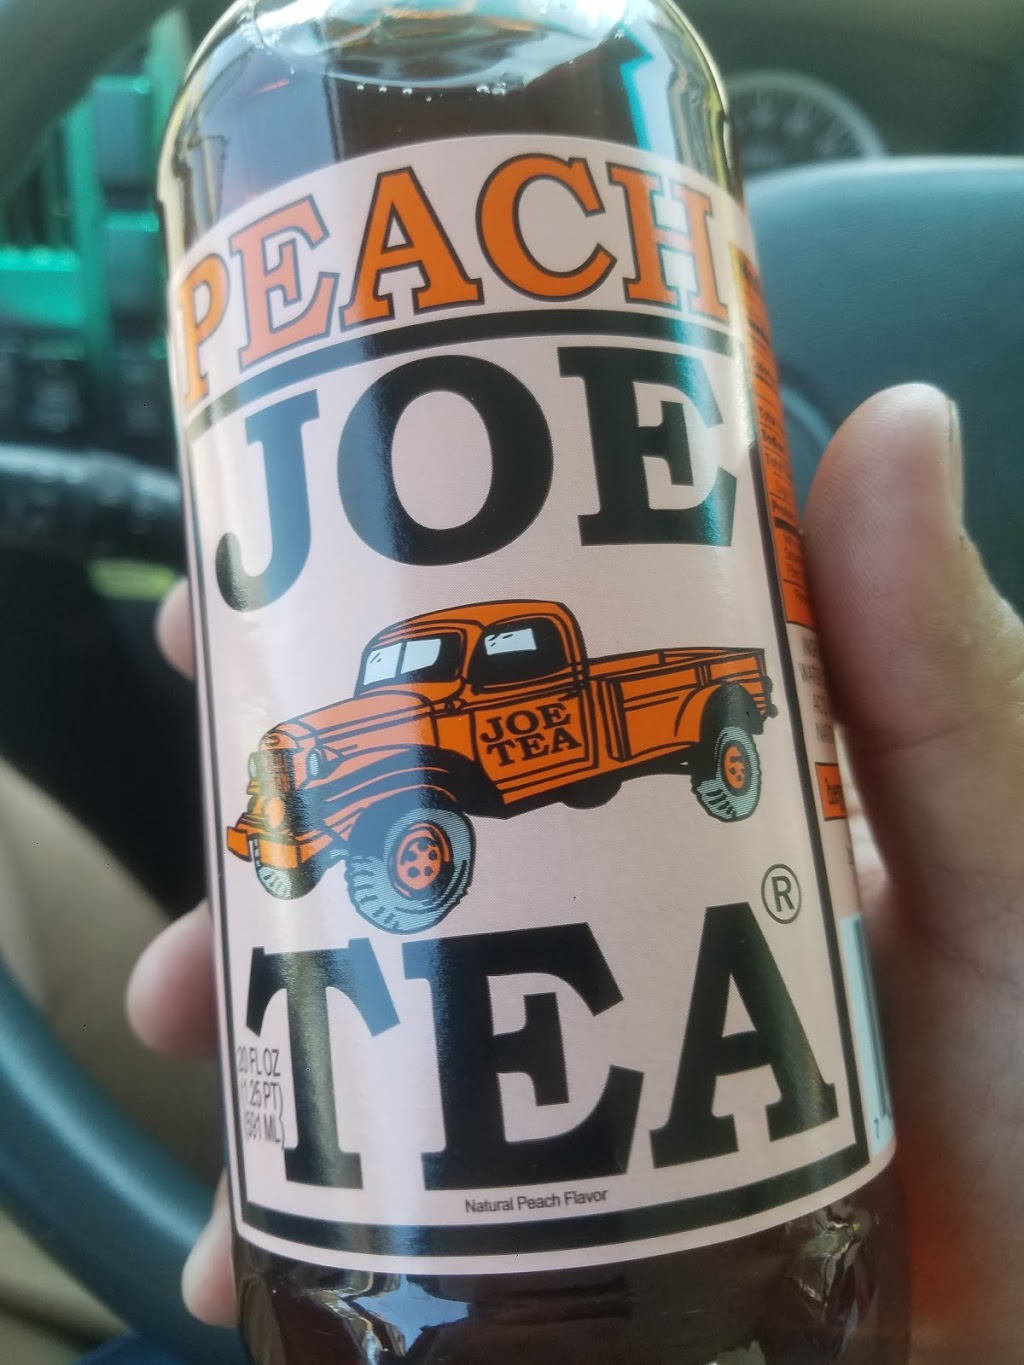 PEACH
JOE
JOE
TEA
TEA
®
20 FL OZ
(1.25 PT)
(591 ML)
Natural Peach Flavor